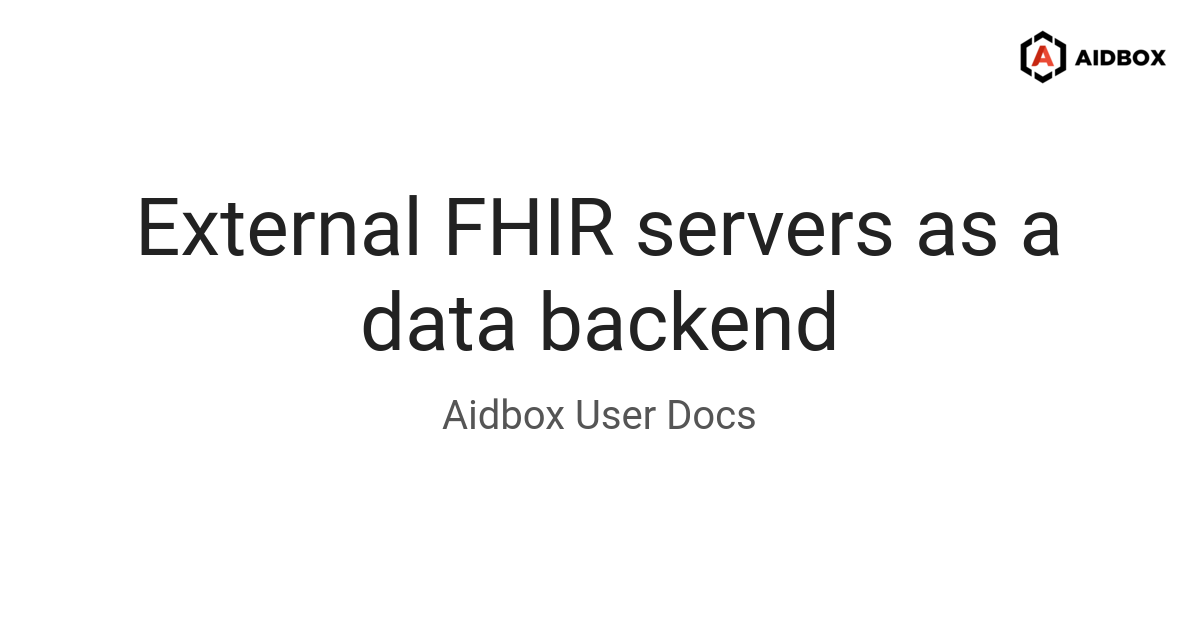 AIDBOX
External FHIR servers as a
data backend
Aidbox User Docs